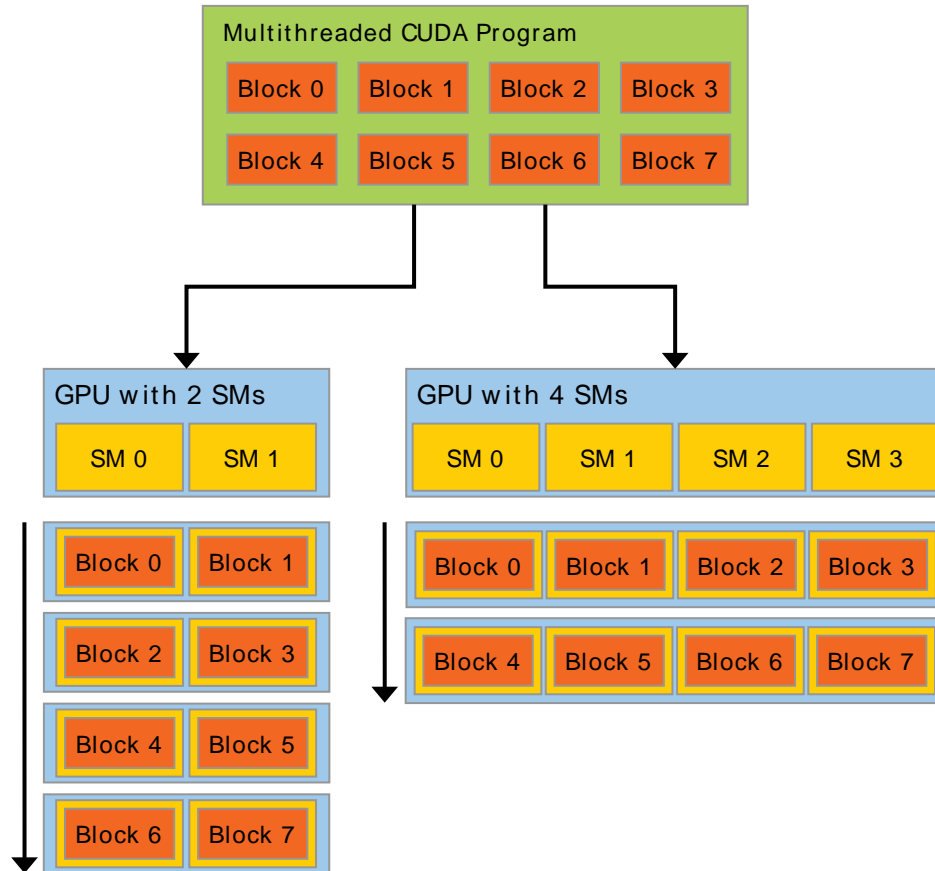 Multithreaded CUDA Program
Block 0 Block 1 Block 2 Block 3
Block 4 Block 5 Block 6 Block 7
GPU with 2 SMs
SM 0 SM 1
Block 0 Block 1
Block 2 Block 3
Block 4 Block 5
Block 6 Block 7
GPU with 4 SMs
SM 0 SM 1 SM 2 SM 3
Block 0 Block 1 Block 2 Block 3
Block 4 Block 5 Block 6 Block 7